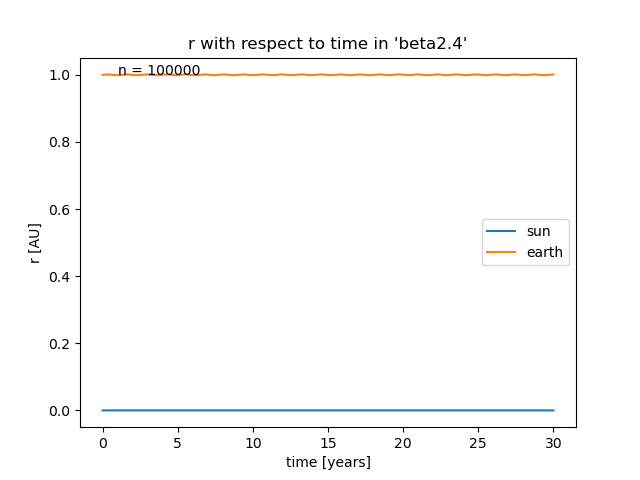 r with respect to time in 'beta2.4'
n = 100000
1.0
0.8
0.6
0.4
0.2
0.0
r [AU]
sun
earth
0 5 10 15 20 25 30
time [years]